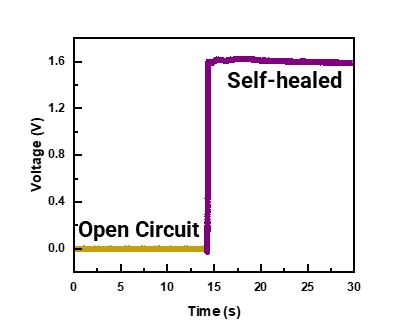 1.6
Self-healed
1.2
0.8
Voltage (V)
0.4
Open Circuit
0.0
0 5 10 15 20 25 30
Time (s)